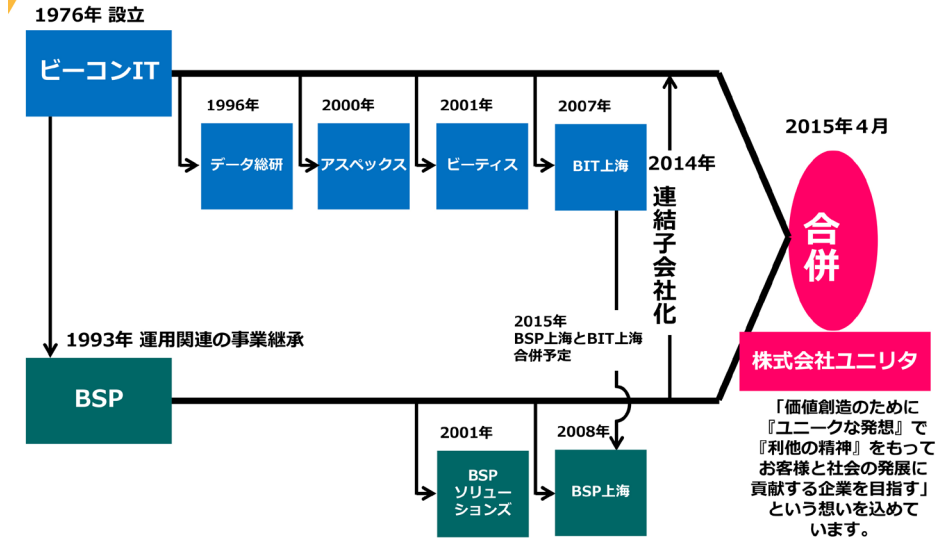 1976年 設立
ビーコンIT
1996年
データ総研
2000年
アスペックス
2001年
ビーティス
2007年
BIT上海
2014年
連結子会社化
2015年４月
合併
株式会社ユニリタ
「価値創造のために
『ユニークな発想』で
『利他の精神』をもって
お客様と社会の発展に
貢献する企業を目指す」
という想いを込めて
います。
2015年
BSP上海とBIT上海
合併予定
1993年 運用関連の事業継承
BSP
2001年
BSP
ソリュー
ションズ
2008年
BSP上海